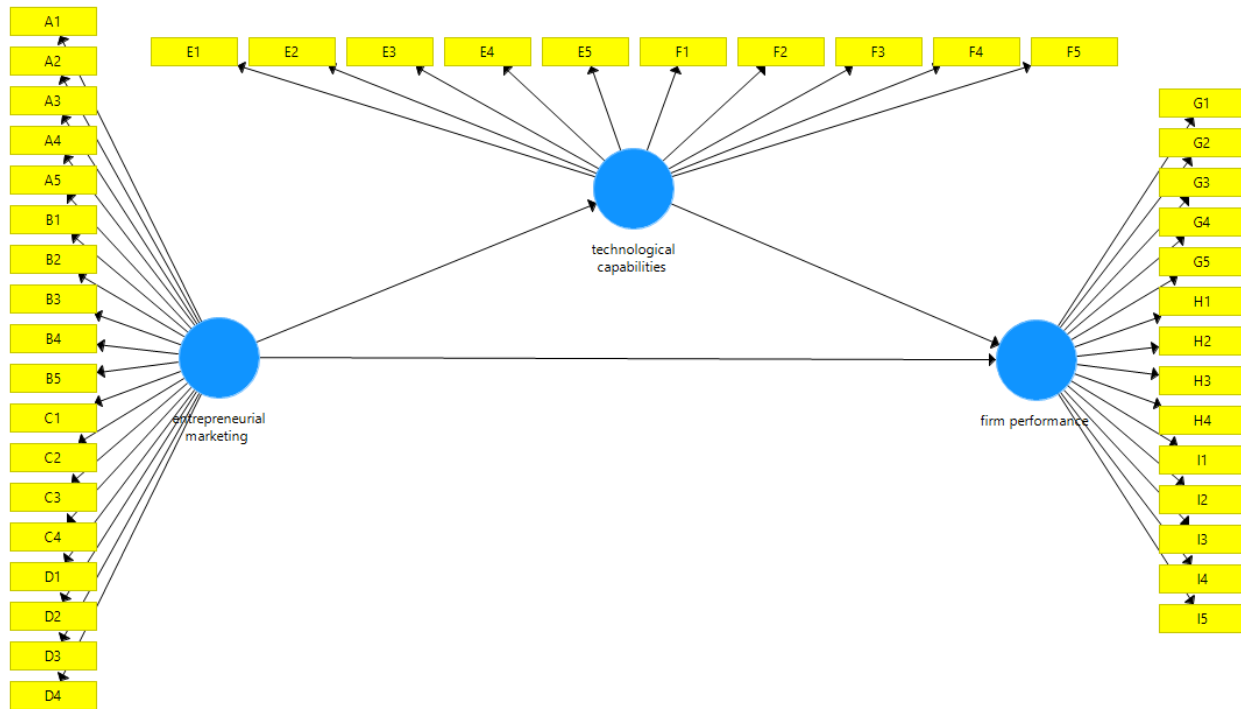 A1
A2
A3
A4
A5
B1
B2
B3
B4
B5
C1
C2
C3
C4
D1
D2
D3
D4
E1
E2
E3
E4
E5
F1
F2
F3
F4
F5
technological
capabilities
entrepreneurial
marketing
firm performance
G1
G2
G3
G4
G5
H1
H2
H3
H4
I1
I2
I3
I4
I5